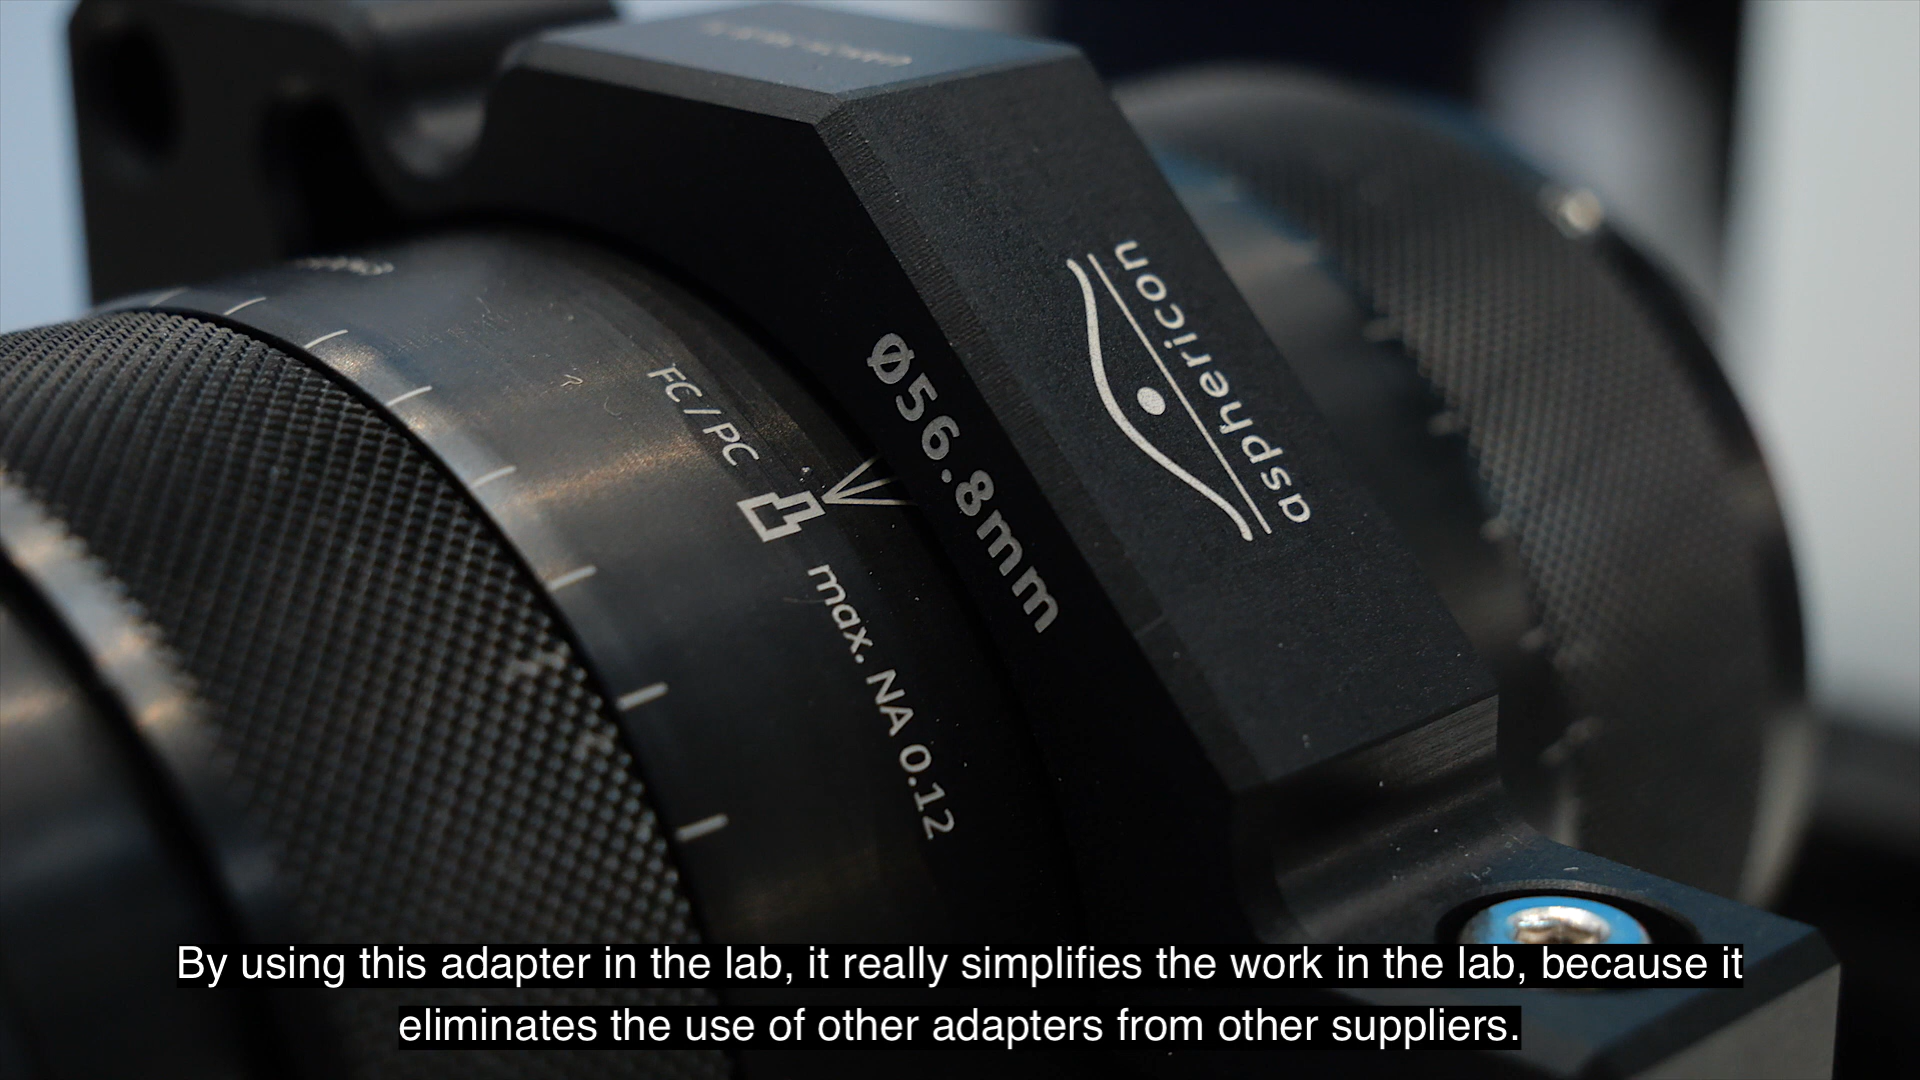 aspherico​n
Ø56.8mm
FC/PC
max. NA 0.12
By using this adapter in the lab, it really simplifies the work in the lab, because it
eliminates the use of other adapters from other suppliers.